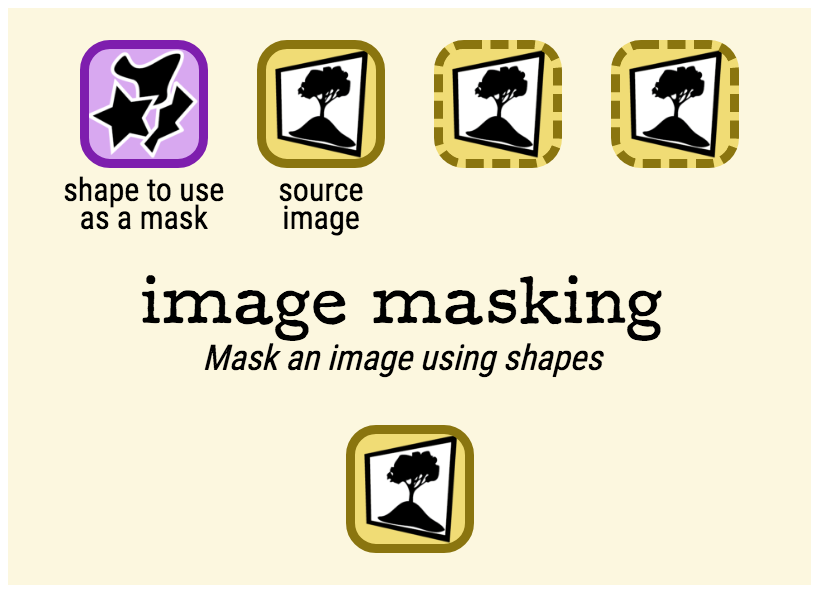 shape to use
as a mask
source
image
image masking
Mask an image using shapes